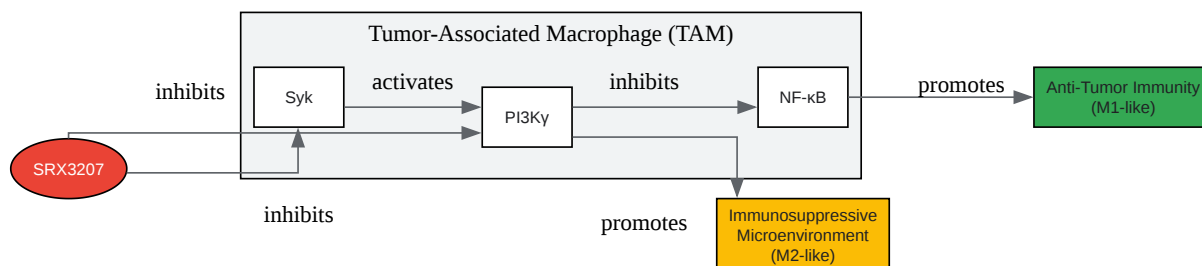 Tumor-Associated Macrophage (TAM)
inhibits
Syk
activates
PI3Kγ
inhibits
NF-κB
promotes
Anti-Tumor Immunity
(M1-like)
SRX3207
inhibits
promotes
Immunosuppressive
Microenvironment
(M2-like)